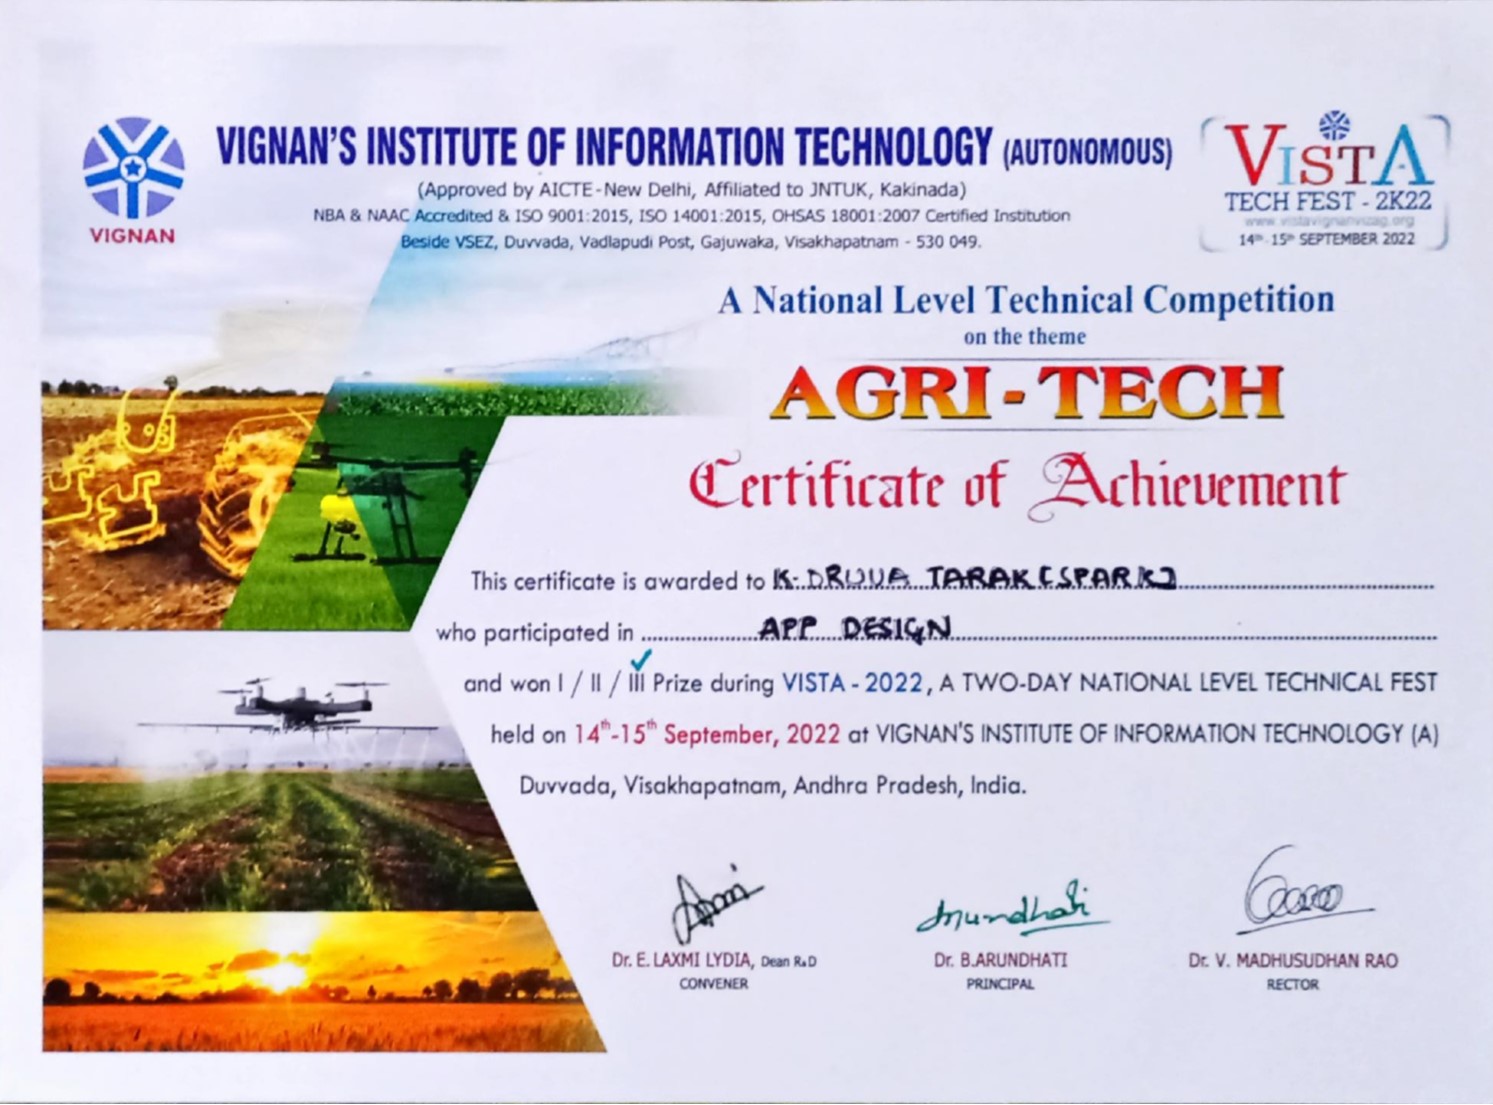 VIGNAN'S INSTITUTE OF INFORMATION TECHNOLOGY (AUTONOMOUS)
(Approved by AICTE-New Delhi, Affiliated to JNTUK, Kakinada)
NBA & NAAC Accredited & ISO 9001:2015, ISO 14001:2015, OHSAS 18001:2007 Certified Institution
Beside VSEZ, Duvvada, Vadlapudi Post, Gajuwaka, Visakhapatnam - 530 049.
VIGNAN
VISTA
TECH FEST - 2K22
www.vistavignanvizag.org
14th-15th SEPTEMBER 2022
A National Level Technical Competition
on the theme
AGRI-TECH
Certificate of Achievement
This certificate is awarded to K. DRUVA TARAK [SPARK]
who participated in APP DESIGN
and won I / II / III Prize during VISTA - 2022, A TWO-DAY NATIONAL LEVEL TECHNICAL FEST
held on 14th-15th September, 2022 at VIGNAN'S INSTITUTE OF INFORMATION TECHNOLOGY (A)
Duvvada, Visakhapatnam, Andhra Pradesh, India.
Arundhati
Dr. E. LAXMI LYDIA, Dean R&D
CONVENER
Dr. B.ARUNDHATI
PRINCIPAL
Dr. V. MADHUSUDHAN RAO
RECTOR